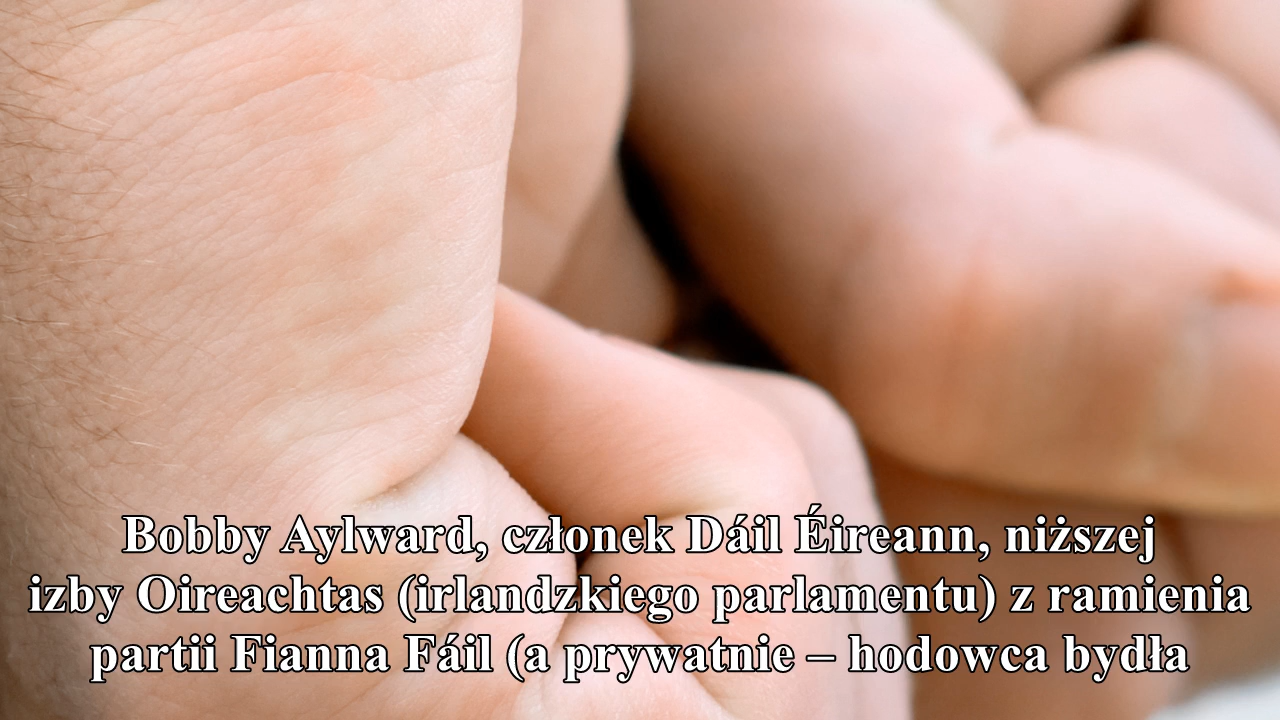 Bobby Aylward, członek Dáil Éireann, niższej
izby Oireachtas (irlandzkiego parlamentu) z ramienia
partii Fianna Fáil (a prywatnie – hodowca bydła